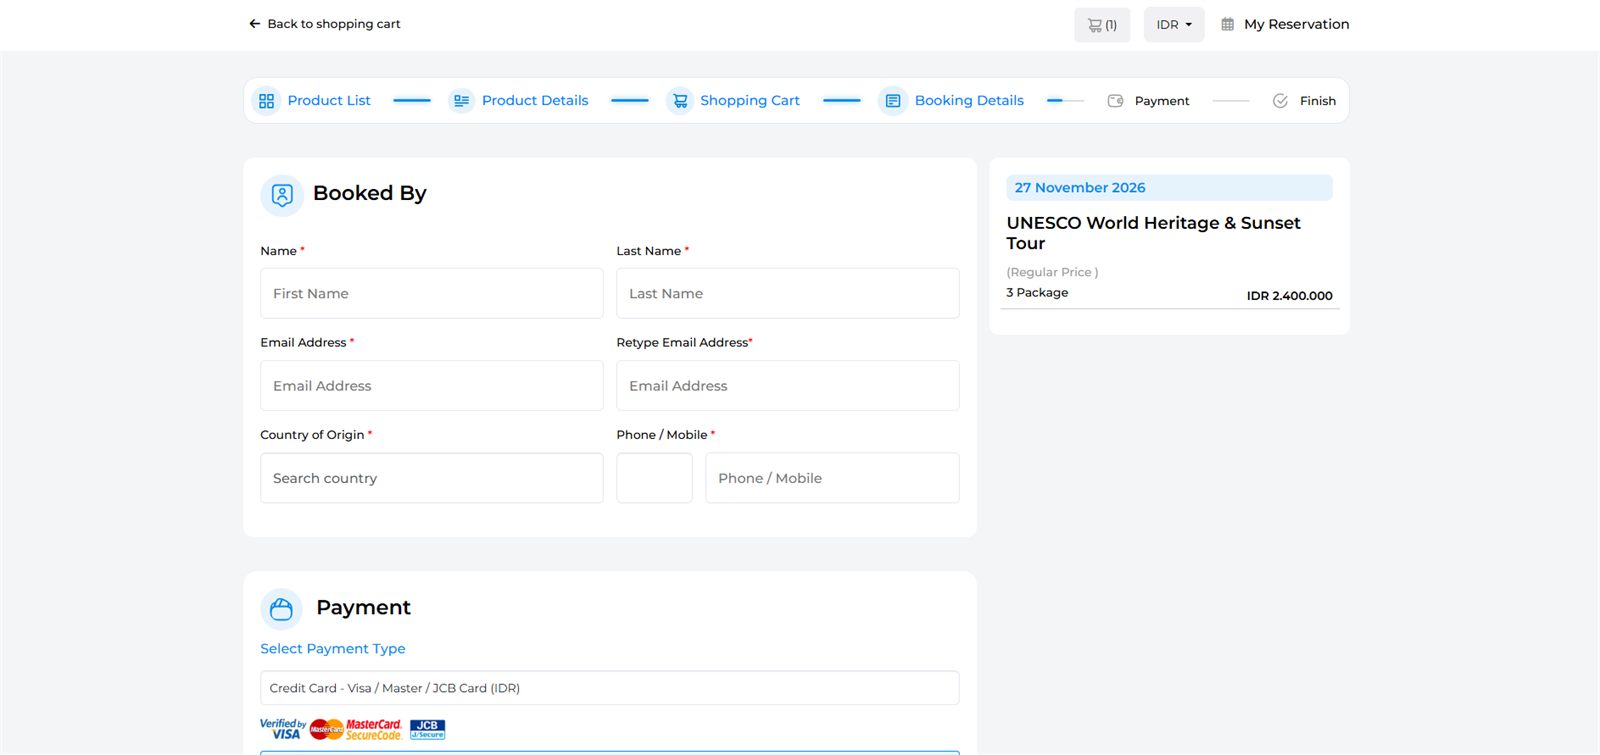 Back to shopping cart
(1)
IDR
My Reservation
Product List
Product Details
Shopping Cart
Booking Details
Payment
Finish
Booked By
Name *
Last Name *
First Name
Last Name
Email Address *
Retype Email Address*
Email Address
Email Address
Country of Origin *
Phone / Mobile *
Search country
Phone / Mobile
27 November 2026
UNESCO World Heritage & Sunset
Tour
(Regular Price )
3 Package
IDR 2.400.000
Payment
Select Payment Type
Credit Card - Visa / Master / JCB Card (IDR)
Verified by
VISA
MasterCard
MasterCard.
SecureCode.
JCB
J/Secure